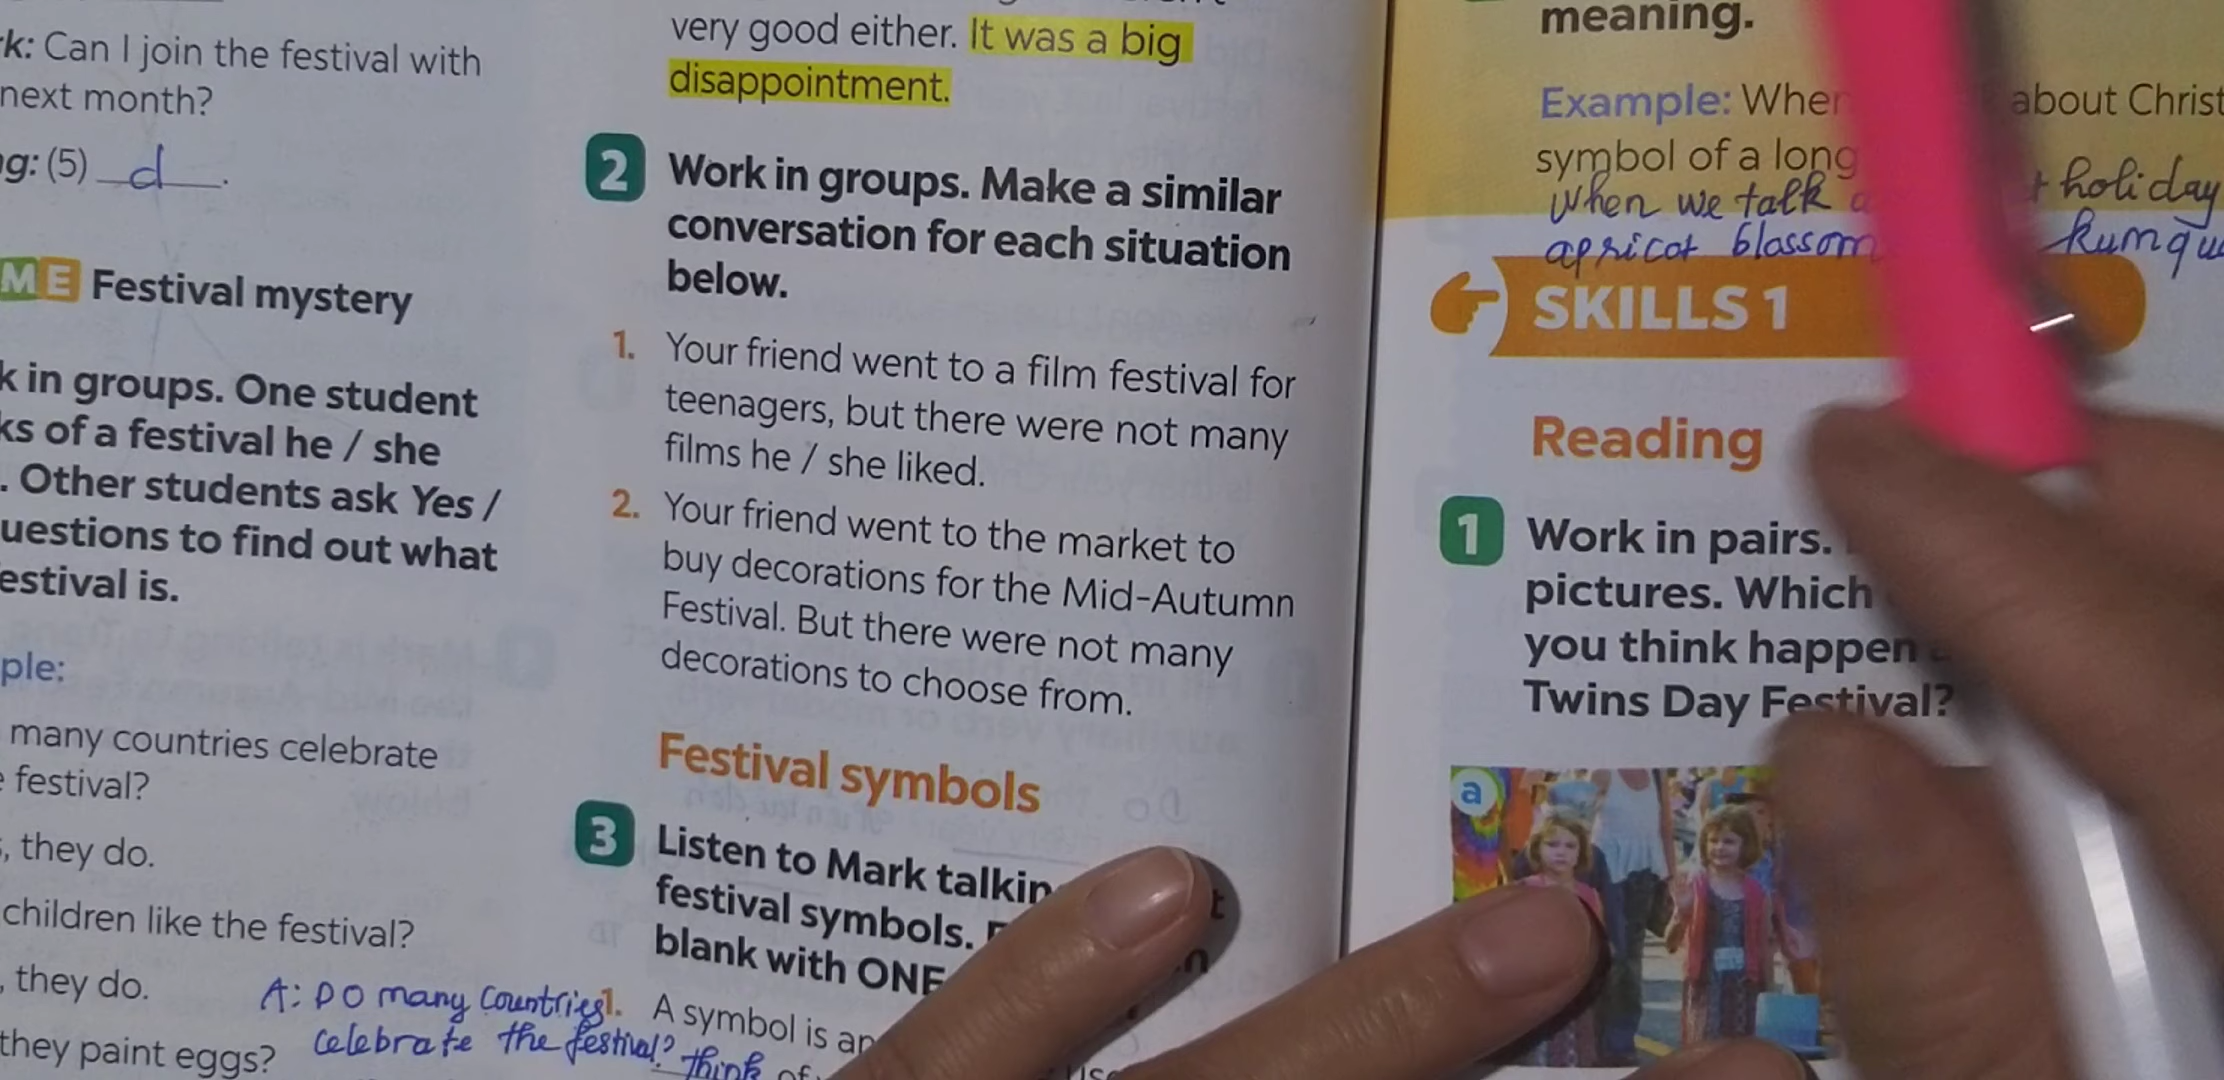 k: Can I join the festival with
next month?
g: (5) d .
ME Festival mystery
k in groups. One student
ks of a festival he / she
. Other students ask Yes /
uestions to find out what
estival is.
ple:
many countries celebrate
festival?
, they do.
children like the festival?
, they do.
they paint eggs?
A: Do many countries
celebrate the festival?
very good either. It was a big
disappointment.
2 Work in groups. Make a similar
conversation for each situation
below.
1. Your friend went to a film festival for
teenagers, but there were not many
films he / she liked.
2. Your friend went to the market to
buy decorations for the Mid-Autumn
Festival. But there were not many
decorations to choose from.
Festival symbols
3 Listen to Mark talkin
festival symbols.
blank with ONE
1. A symbol is an
think of
meaning.
Example: When about Christ
symbol of a long
When we talk holiday
apricot blossom kumqu
SKILLS 1
Reading
1 Work in pairs.
pictures. Which
you think happen
Twins Day Festival?
a